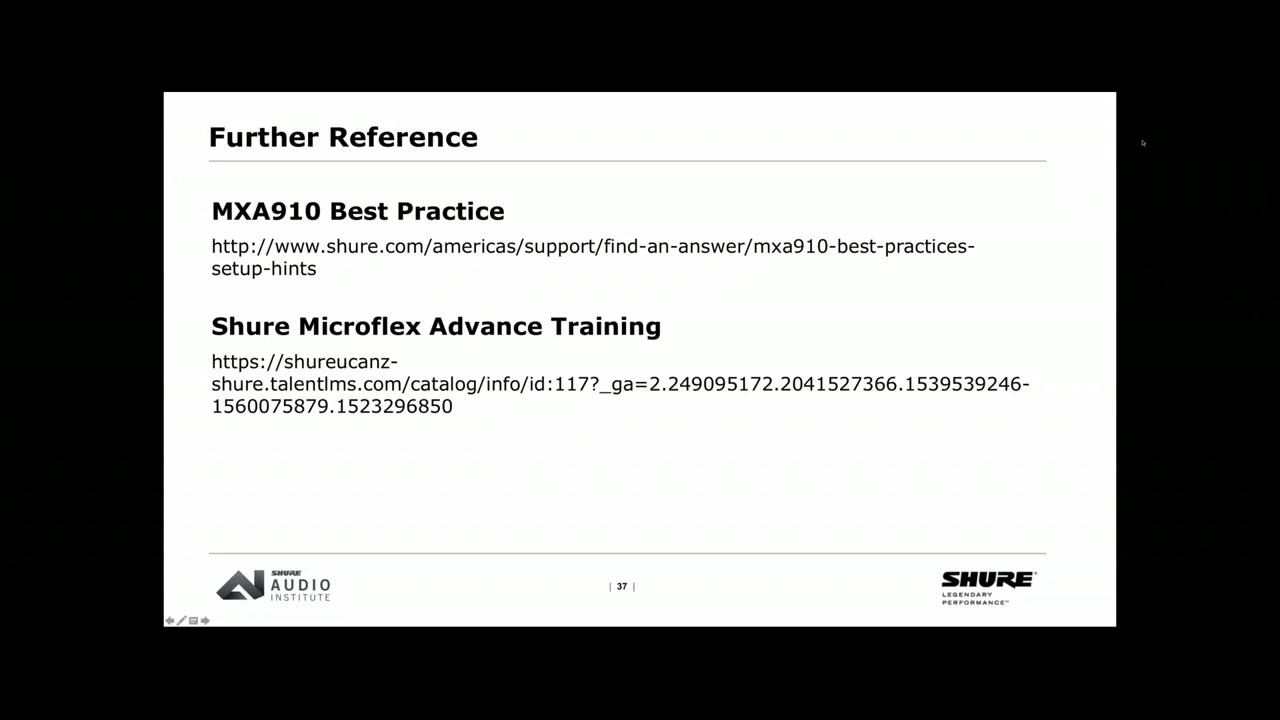 Further Reference
MXA910 Best Practice
http://www.shure.com/americas/support/find-an-answer/mxa910-best-practices-
setup-hints
Shure Microflex Advance Training
https://shureucanz-
shure.talentlms.com/catalog/info/id:117?_ga=2.249095172.2041527366.1539539246-
1560075879.1523296850
SHURE
AUDIO
INSTITUTE
| 37 |
SHURE®
LEGENDARY
PERFORMANCE™